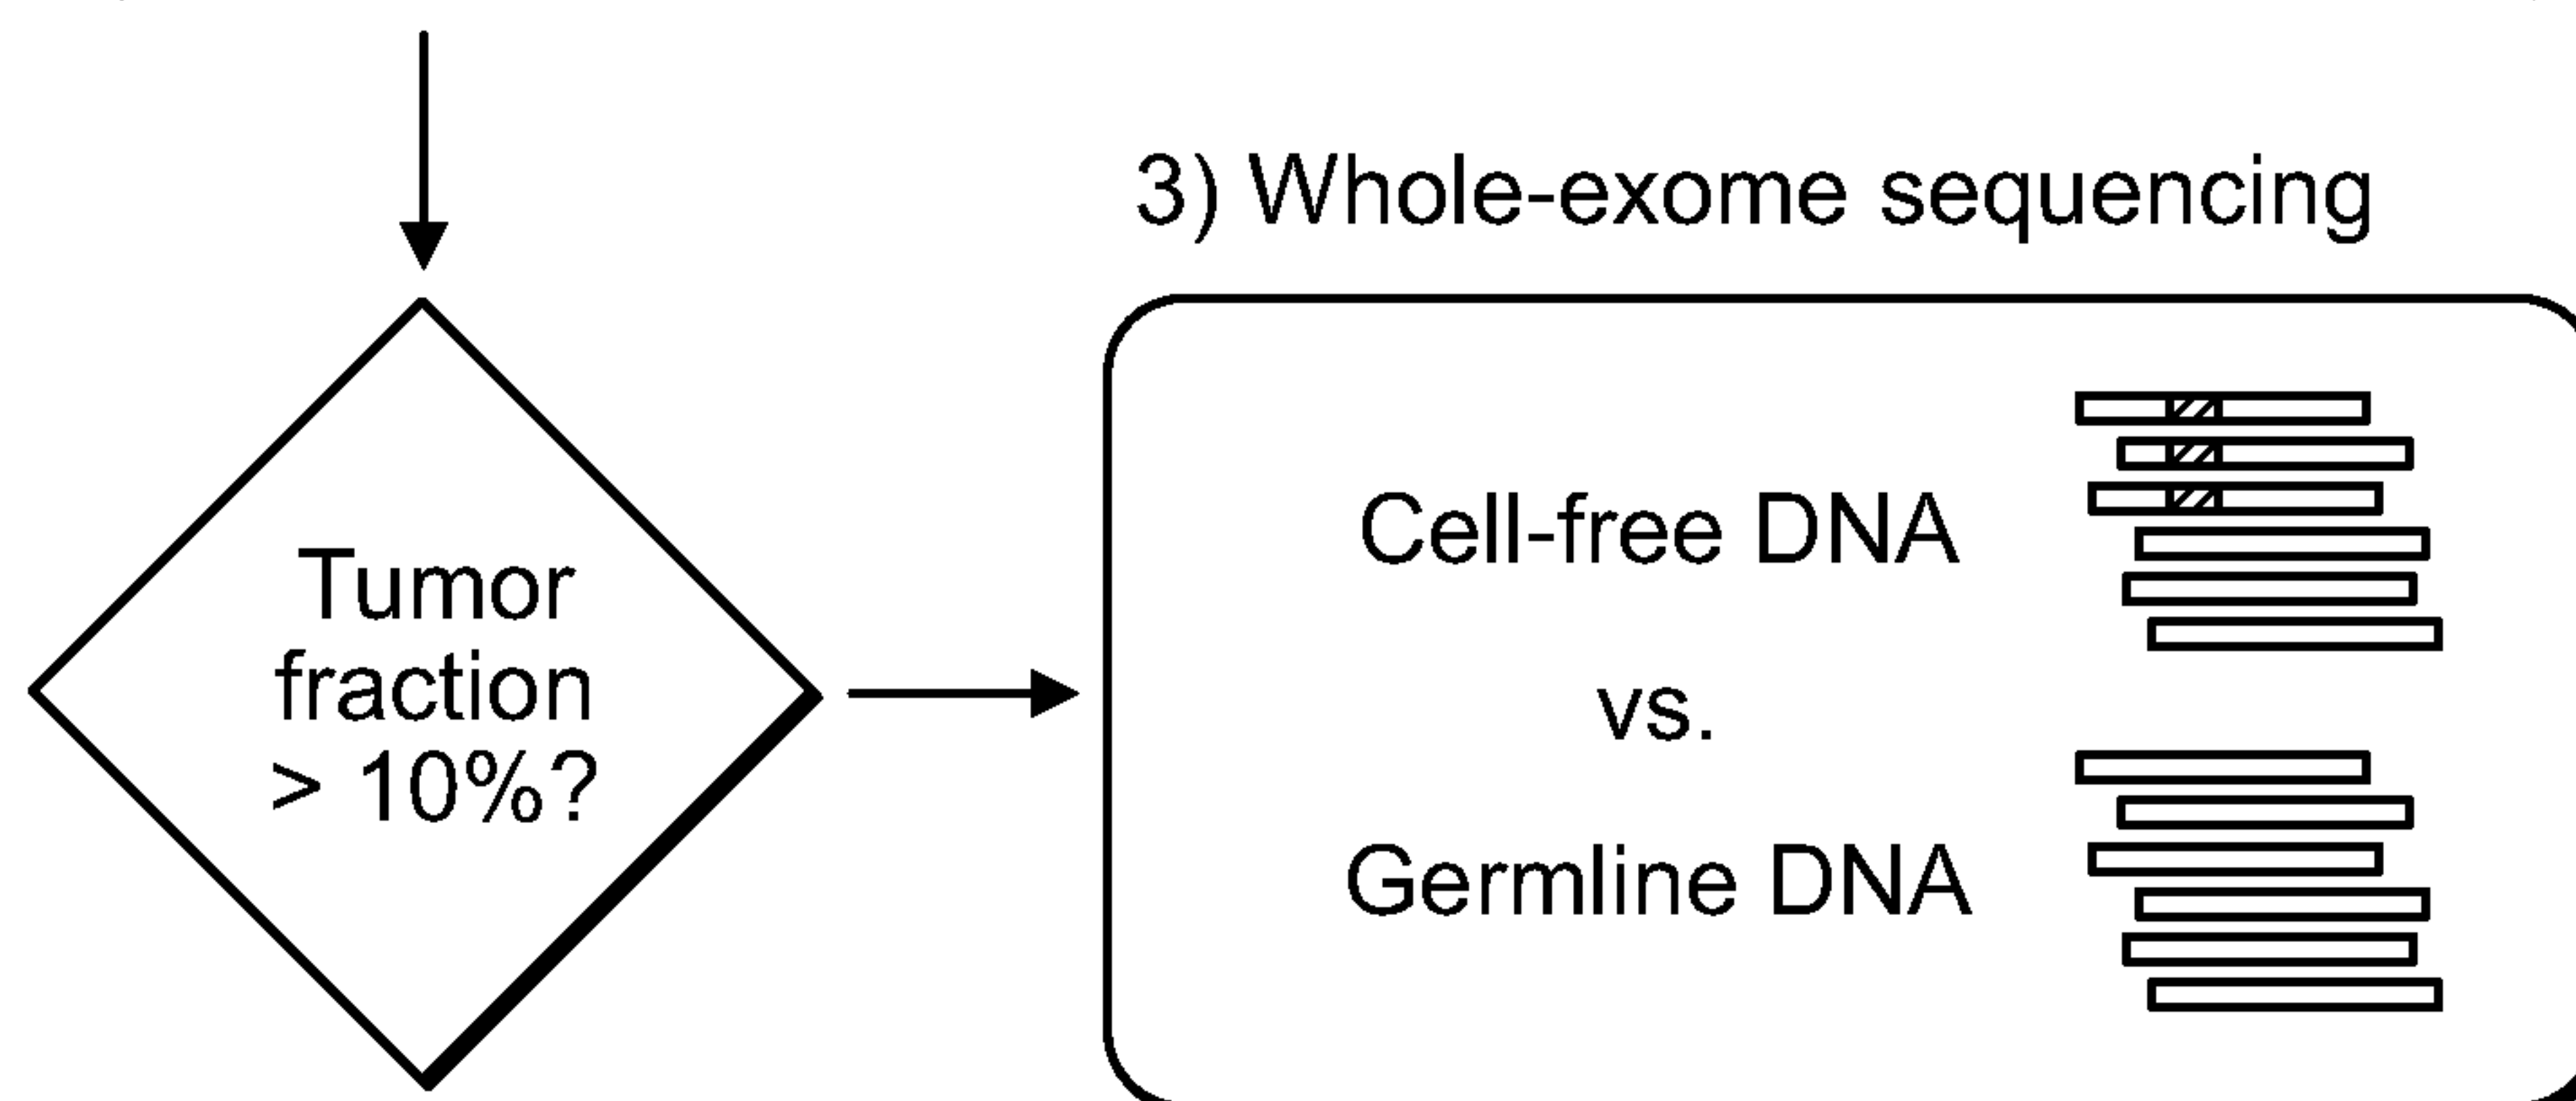 3) Whole-exome sequencing
Tumor
fraction
> 10%?
Cell-free DNA
vs.
Germline DNA